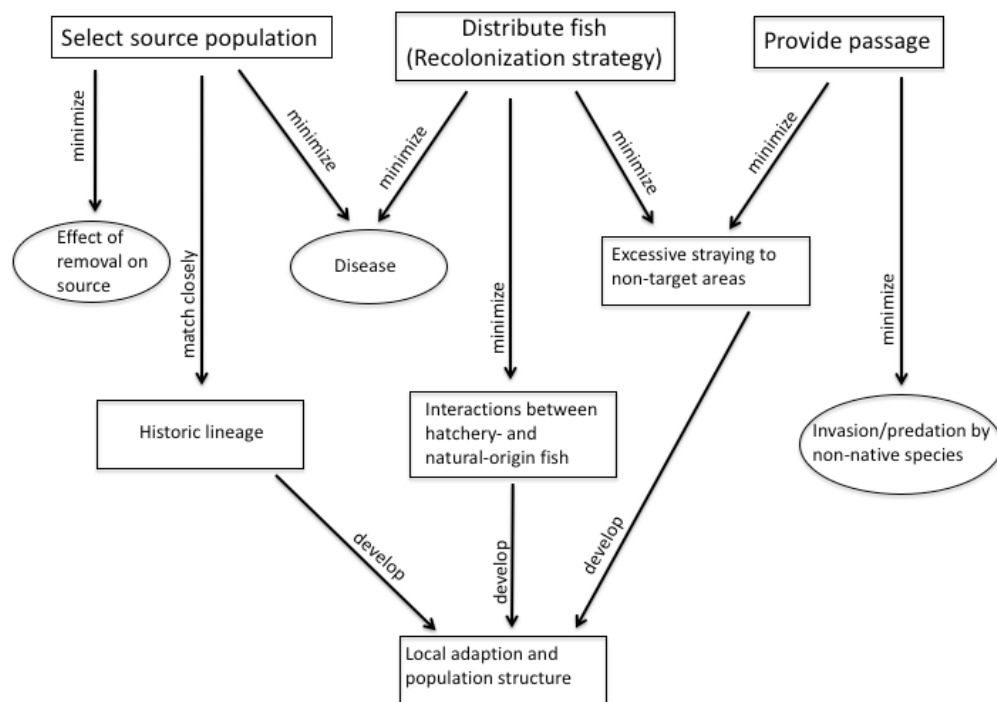 Select source population
Distribute fish
(Recolonization strategy)
Provide passage
minimize
match closely
minimize
minimize
minimize
minimize
minimize
minimize
Effect of
removal on
source
Disease
Excessive straying to
non-target areas
Historic lineage
Interactions between
hatchery- and
natural-origin fish
Invasion/predation by
non-native species
develop
develop
develop
Local adaption and
population structure